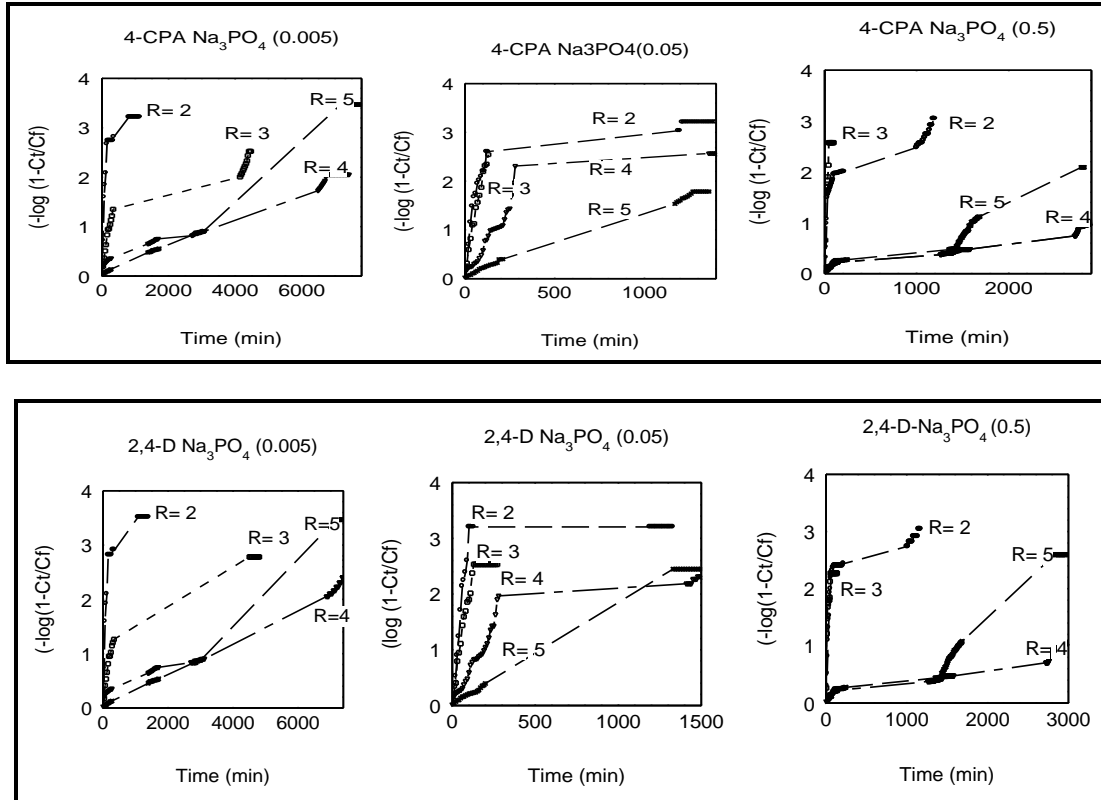 4-CPA Na3PO4 (0.005)
(-log (1-Ct/Cf)
4
3
2
1
0
R= 2
R= 3
R= 5
R= 4
0 2000 4000 6000
Time (min)
4-CPA Na3PO4(0.05)
(-log (1-Ct/Cf)
4
3
2
1
0
R= 2
R= 3
R= 4
R= 5
0 500 1000
Time (min)
4-CPA Na3PO4 (0.5)
(-log (1-Ct/Cf)
4
3
2
1
0
R= 3
R= 2
R= 5
R= 4
0 1000 2000
Time (min)
2,4-D Na3PO4 (0.005)
(-log(1-Ct/Cf)
4
3
2
1
0
R= 2
R= 3
R=5
R=4
0 2000 4000 6000
Time (min)
2,4-D Na3PO4 (0.05)
(log (1-Ct/Cf)
4
3
2
1
0
R= 2
R= 3
R= 4
R= 5
0 500 1000 1500
Time (min)
2,4-D-Na3PO4 (0.5)
(-log(1-Ct/Cf)
4
3
2
1
0
R= 2
R= 3
R= 5
R= 4
0 1000 2000 3000
Time (min)